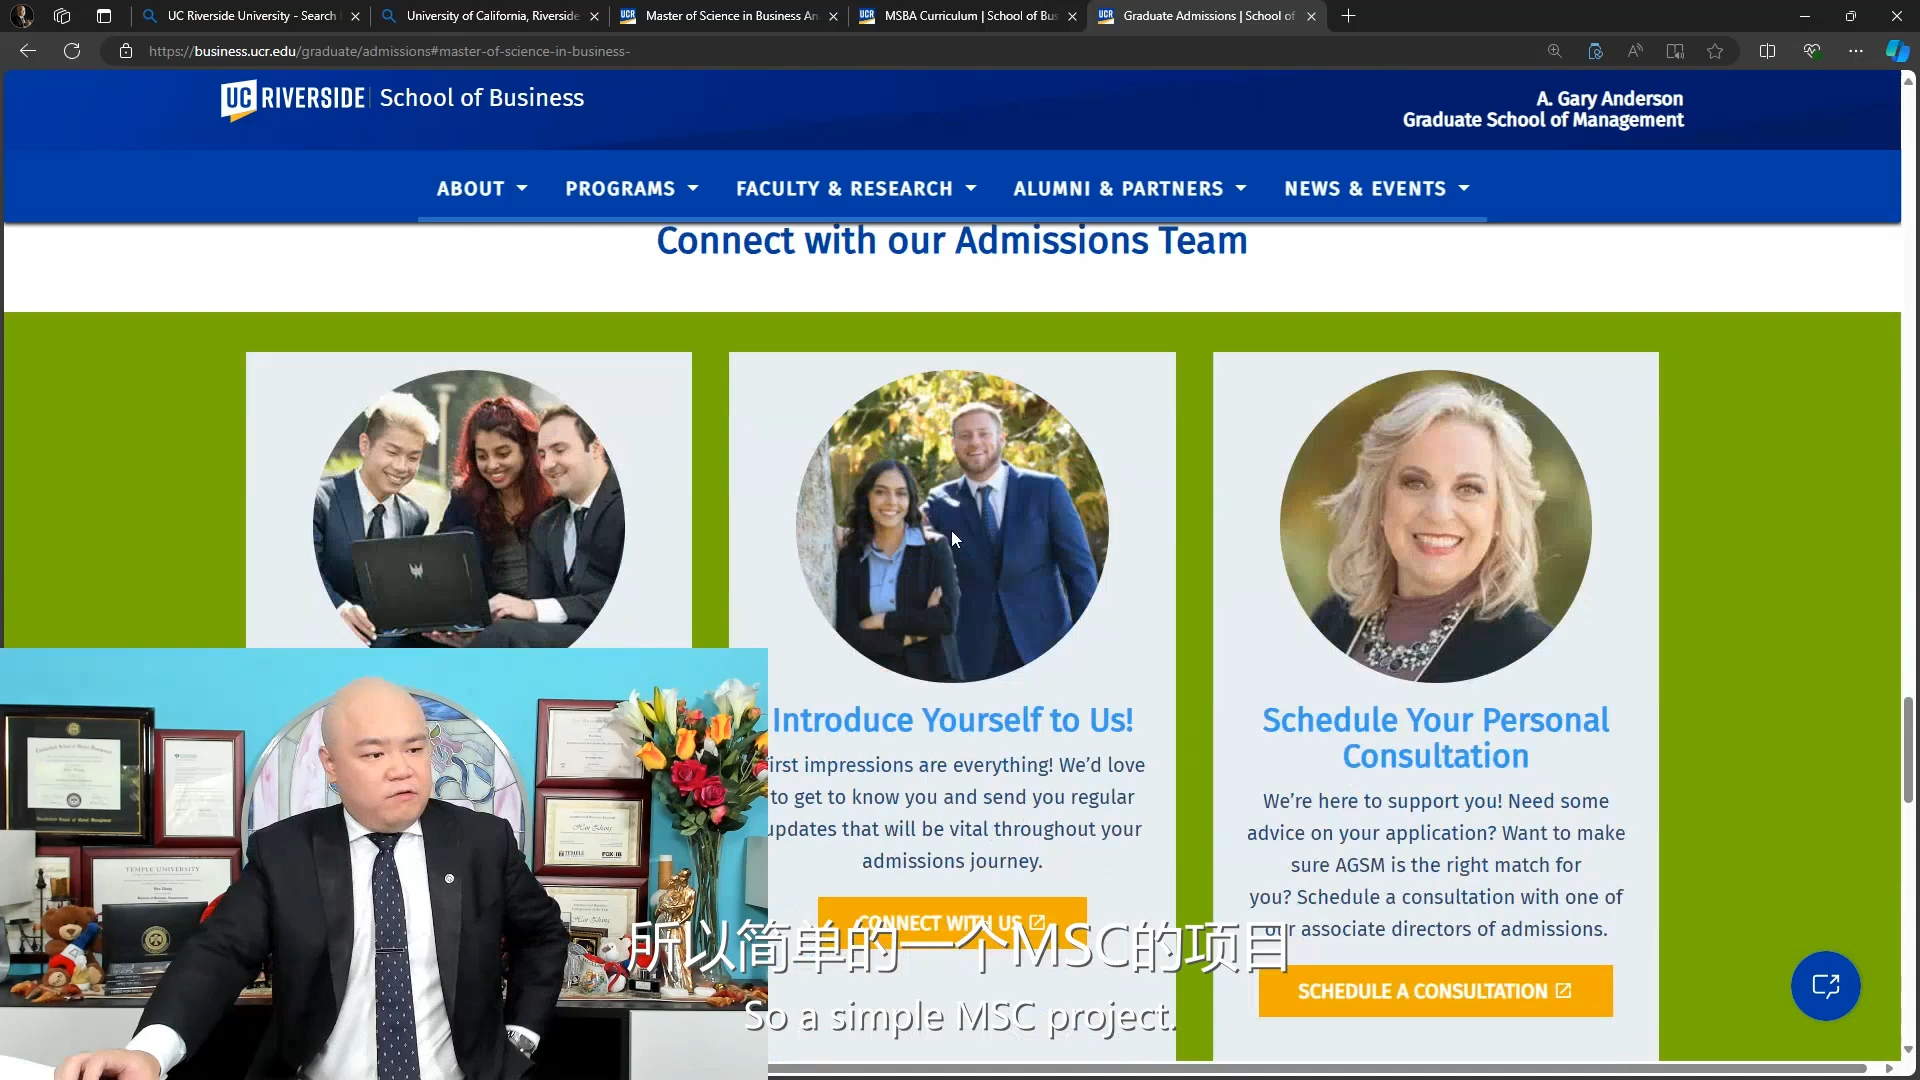 UC Riverside University - Search
University of California, Riverside
Master of Science in Business An
MSBA Curriculum | School of Bus
Graduate Admissions | School of
https://business.ucr.edu/graduate/admissions#master-of-science-in-business-
UC RIVERSIDE School of Business
A. Gary Anderson
Graduate School of Management
ABOUT PROGRAMS FACULTY & RESEARCH ALUMNI & PARTNERS NEWS & EVENTS
Connect with our Admissions Team
Introduce Yourself to Us!
irst impressions are everything! We’d love
to get to know you and send you regular
updates that will be vital throughout your
admissions journey.
CONNECT WITH US
Schedule Your Personal
Consultation
We’re here to support you! Need some
advice on your application? Want to make
sure AGSM is the right match for
you? Schedule a consultation with one of
our associate directors of admissions.
SCHEDULE A CONSULTATION
TEMPLE UNIVERSITY
所以简单的一个MSC的项目
So a simple MSC project.